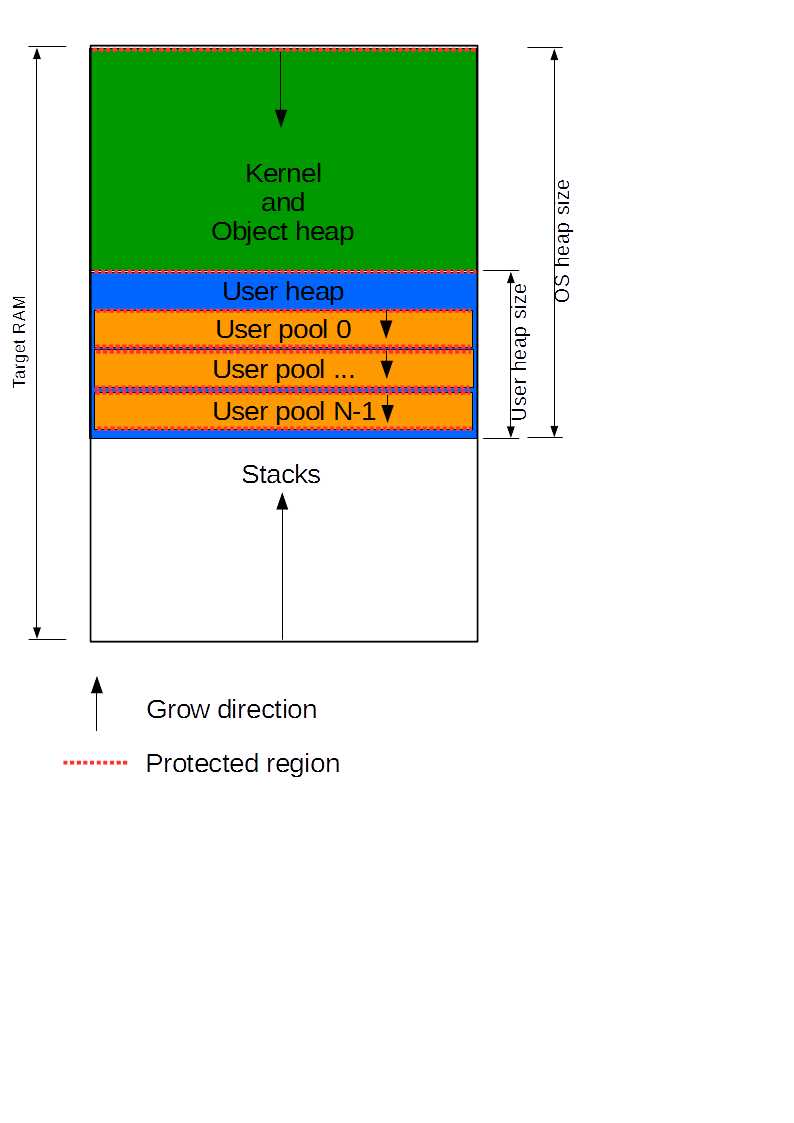 Kernel
and
Object heap
User heap
User pool 0
User pool ...
User pool N-1
Stacks
Target RAM
User heap size
OS heap size
Grow direction
Protected region